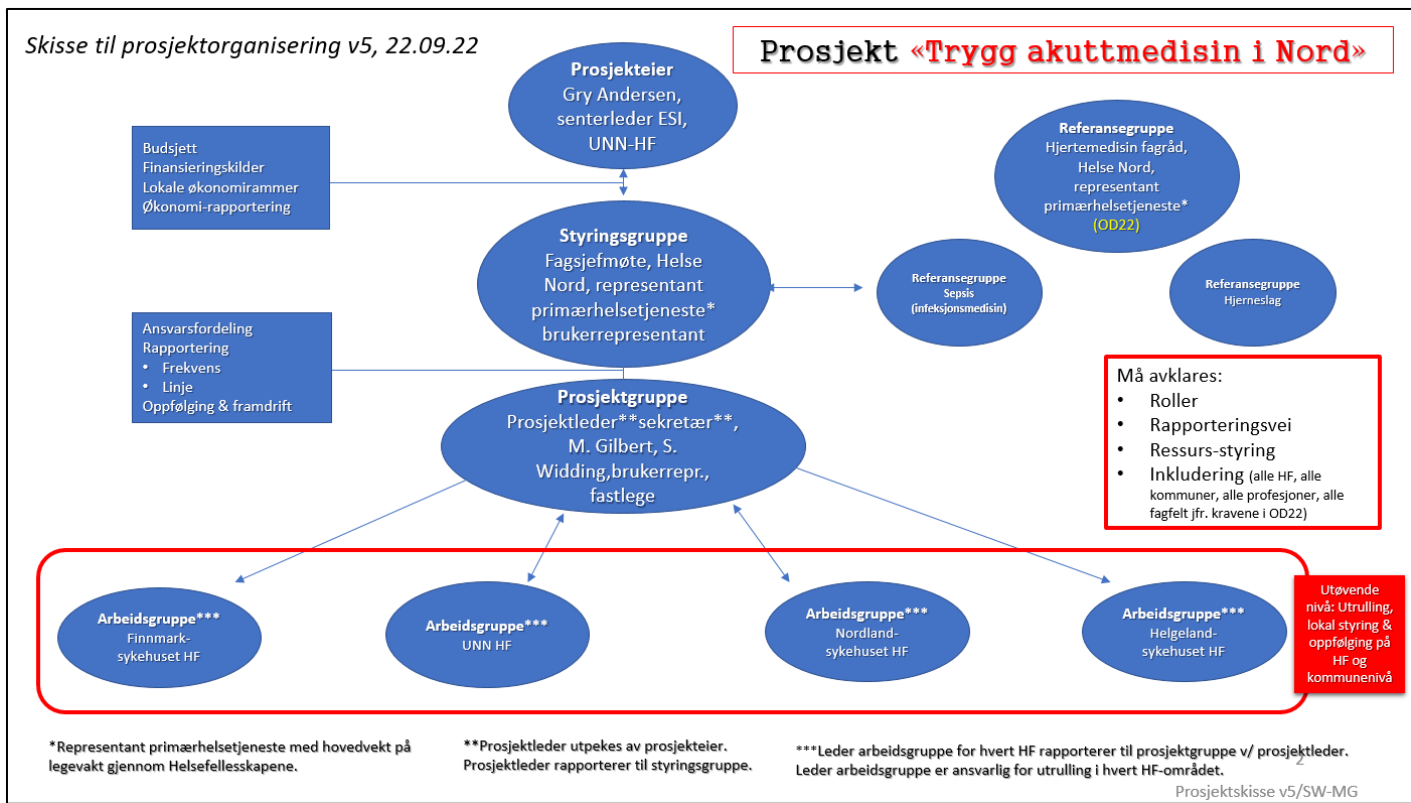 Skisse til prosjektorganisering v5, 22.09.22
Prosjekt «Trygg akuttmedisin i Nord»
Prosjekteier
Gry Andersen,
senterleder ESI,
UNN-HF
Budsjett
Finansieringskilder
Lokale økonomirammer
Økonomi-rapportering
Referansegruppe
Hjertemedisin fagråd,
Helse Nord,
representant
primærhelsetjeneste*
(OD22)
Styringsgruppe
Fagsjefmøte, Helse
Nord, representant
primærhelsetjeneste*
brukerrepresentant
Referansegruppe
Sepsis
(infeksjonsmedisin)
Referansegruppe
Hjerneslag
Ansvarsfordeling
Rapportering
• Frekvens
• Linje
Oppfølging & framdrift
Prosjektgruppe
Prosjektleder**sekretær**,
M. Gilbert, S.
Widding,brukerrepr.,
fastlege
Må avklares:
• Roller
• Rapporteringsvei
• Ressurs-styring
• Inkludering (alle HF, alle
kommuner, alle profesjoner, alle
fagfelt jfr. kravene i OD22)
Arbeidsgruppe***
Finnmark-
sykehuset HF
Arbeidsgruppe***
UNN HF
Arbeidsgruppe***
Nordland-
sykehuset HF
Arbeidsgruppe***
Helgeland-
sykehuset HF
Utøvende
nivå: Utrulling,
lokal styring &
oppfølging på
HF og
kommunenivå
*Representant primærhelsetjeneste med hovedvekt på
legevakt gjennom Helsefellesskapene.
**Prosjektleder utpekes av prosjekteier.
Prosjektleder rapporterer til styringsgruppe.
***Leder arbeidsgruppe for hvert HF rapporterer til prosjektgruppe v/ prosjektleder.
Leder arbeidsgruppe er ansvarlig for utrulling i hvert HF-området.
2
Prosjektskisse v5/SW-MG